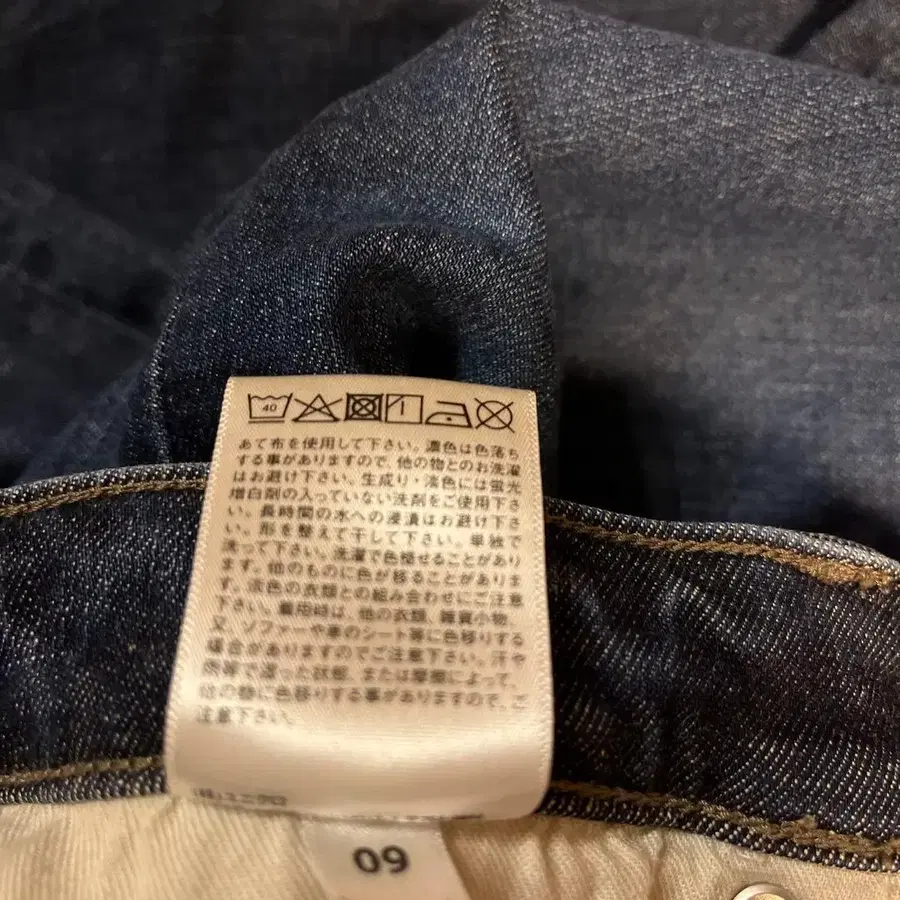 40
あて布を使用して下さい。濃色は色落ち
する事がありますので、他の物とのお洗濯
はお避け下さい。生成り・淡色には蛍光
増白剤の入っていない洗剤をご使用下さ
い。長時間の水への浸漬はお避け下さ
い。形を整えて干して下さい。単独で
洗って下さい。洗濯で色褪せることがあり
ます。他のものに色が移ることがありま
す。淡色の衣類との組み合わせにご注意
下さい。着用時は、他の衣類、雑貨小物、
又、ソファーや車のシート等に色移りする
場合がありますのでご注意下さい。汗や
雨等で湿った状態、または摩擦によって、
他の物に色移りする事がありますので、ご
注意下さい。
(株)ユニクロ
09